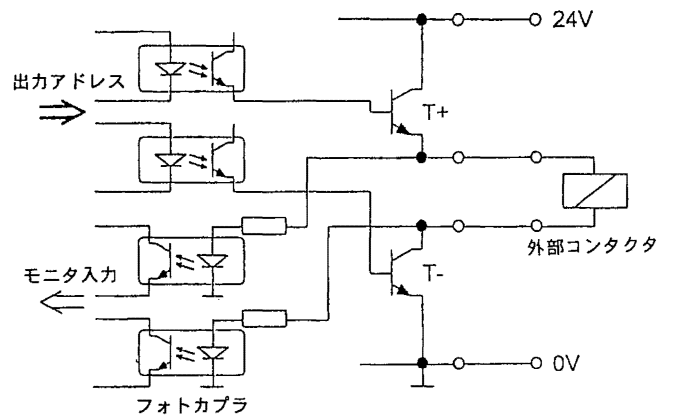 24V
出力アドレス
T+
外部コンタクタ
モニタ入力
T-
0V
フォトカプラ